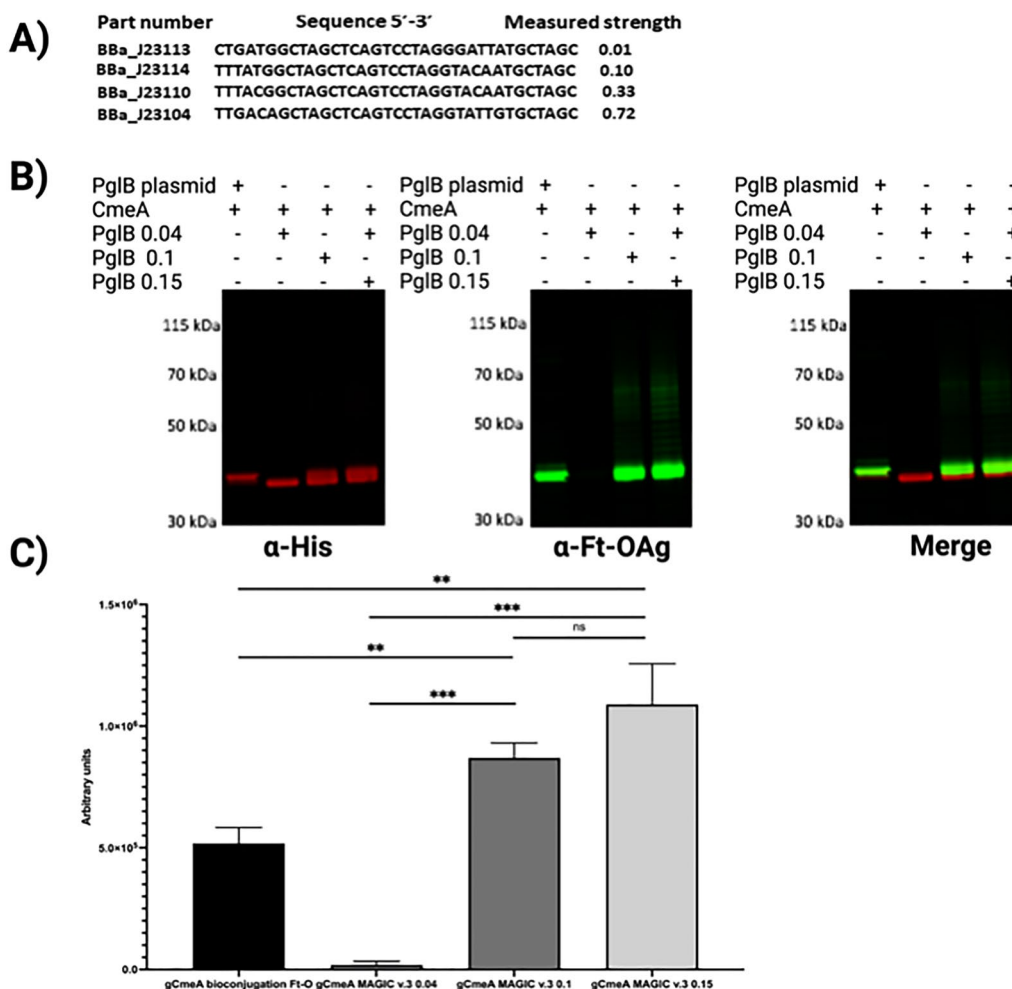 A)
Part number Sequence 5´-3´ Measured strength
BBa_J23113 CTGATGGCTAGCTCAGTCCTAGGGATTATGCTAGC 0.01
BBa_J23114 TTTATGGCTAGCTCAGTCCTAGGTACAATGCTAGC 0.10
BBa_J23110 TTTACGGCTAGCTCAGTCCTAGGTACAATGCTAGC 0.33
BBa_J23104 TTGACAGCTAGCTCAGTCCTAGGTATTGTGCTAGC 0.72
B)
PglB plasmid + - - -
CmeA + + + +
PglB 0.04 - + - +
PglB 0.1 - - + -
PglB 0.15 - - - +
115 kDa
70 kDa
50 kDa
30 kDa
α-His
PglB plasmid + - - -
CmeA + + + +
PglB 0.04 - + - +
PglB 0.1 - - + -
PglB 0.15 - - - +
115 kDa
70 kDa
50 kDa
30 kDa
α-Ft-OAg
PglB plasmid + - - -
CmeA + + + +
PglB 0.04 - + - +
PglB 0.1 - - + -
PglB 0.15 - - - +
115 kDa
70 kDa
50 kDa
30 kDa
Merge
C)
**
***
ns
**
***
1.5×10⁶
1.0×10⁶
5.0×10⁵
0.0
Arbitrary units
gCmeA bioconjugation Ft-O gCmeA MAGIC v.3 0.04 gCmeA MAGIC v.3 0.1 gCmeA MAGIC v.3 0.15